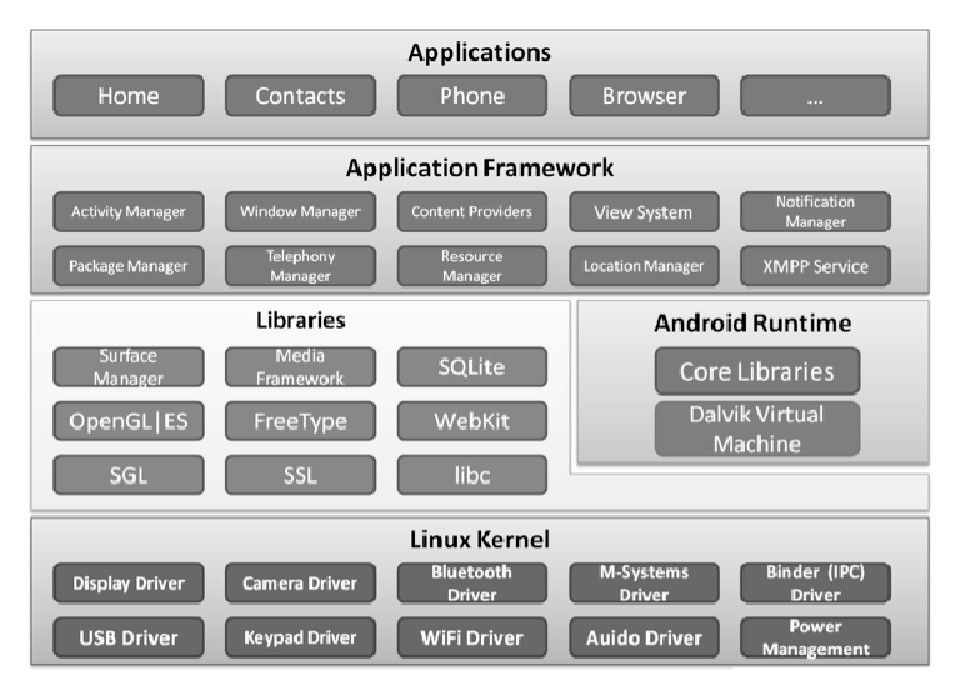 Applications
Home
Contacts
Phone
Browser
...
Application Framework
Activity Manager
Window Manager
Content Providers
View System
Notification
Manager
Package Manager
Telephony
Manager
Resource
Manager
Location Manager
XMPP Service
Libraries
Surface
Manager
Media
Framework
SQLite
OpenGL|ES
FreeType
WebKit
SGL
SSL
libc
Android Runtime
Core Libraries
Dalvik Virtual
Machine
Linux Kernel
Display Driver
Camera Driver
Bluetooth
Driver
M-Systems
Driver
Binder (IPC)
Driver
USB Driver
Keypad Driver
WiFi Driver
Auido Driver
Power
Management